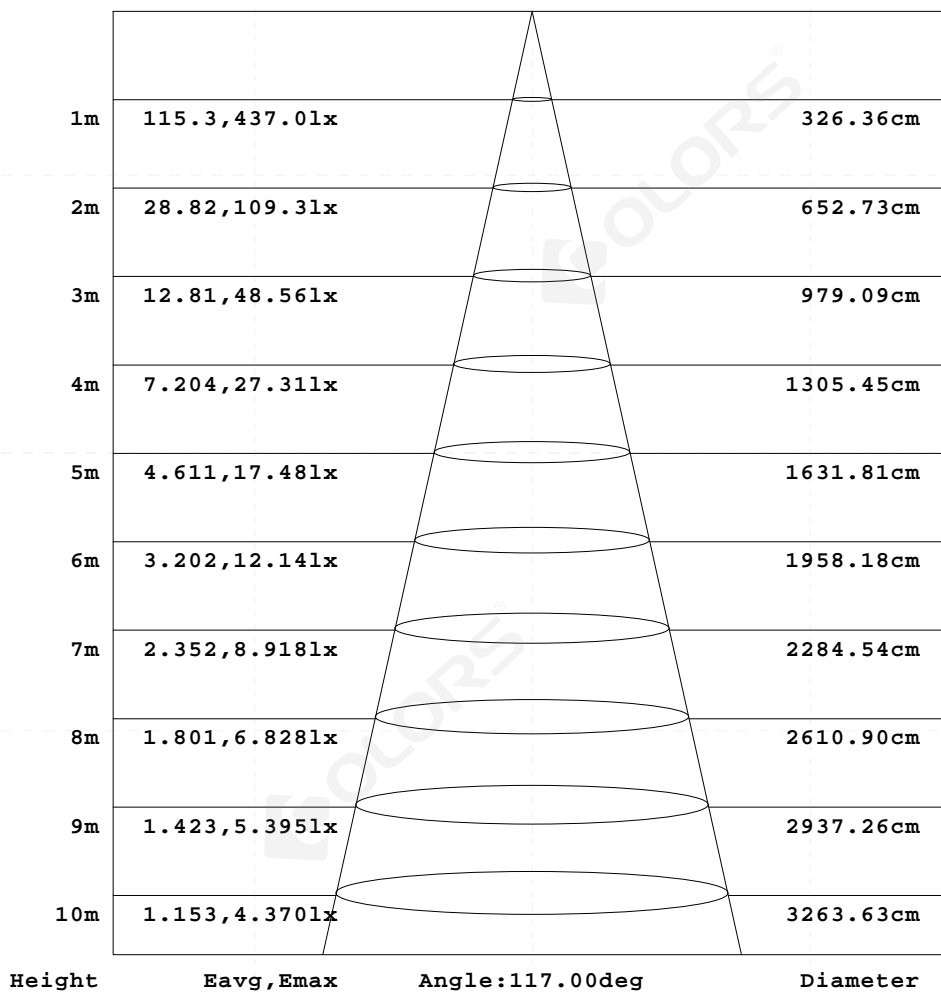 OLORS®
1m 115.3,437.0lx 326.36cm
2m 28.82,109.3lx 652.73cm
3m 12.81,48.56lx 979.09cm
4m 7.204,27.31lx 1305.45cm
5m 4.611,17.48lx 1631.81cm
6m 3.202,12.14lx 1958.18cm
OLORS®
7m 2.352,8.918lx 2284.54cm
8m 1.801,6.828lx 2610.90cm
9m 1.423,5.395lx 2937.26cm
10m 1.153,4.370lx 3263.63cm
Height Eavg,Emax Angle:117.00deg Diameter